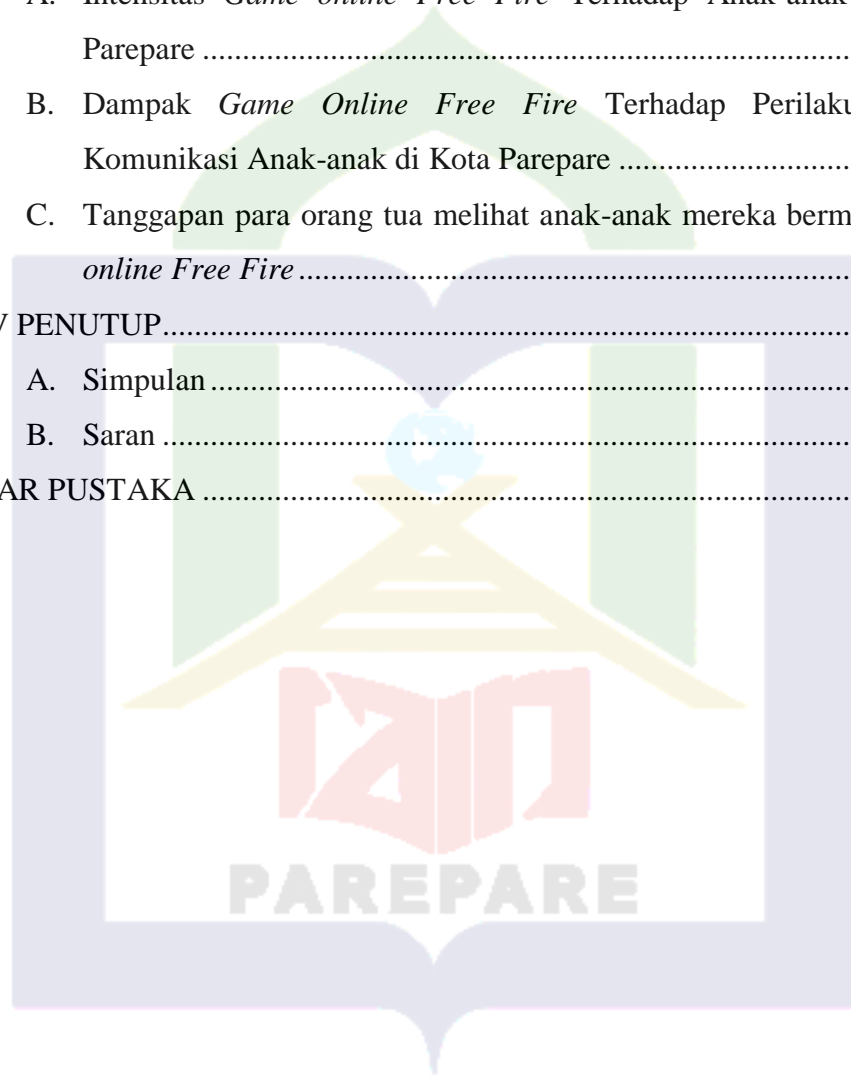 A. Intensitas Game online Free Fire Terhadap Anak-anak
Parepare ..........
B. Dampak Game Online Free Fire Terhadap Perilaku
Komunikasi Anak-anak di Kota Parepare ..........
C. Tanggapan para orang tua melihat anak-anak mereka berm
online Free Fire ..........
V PENUTUP ..........
A. Simpulan ..........
B. Saran ..........
AR PUSTAKA ..........
iain
PAREPARE